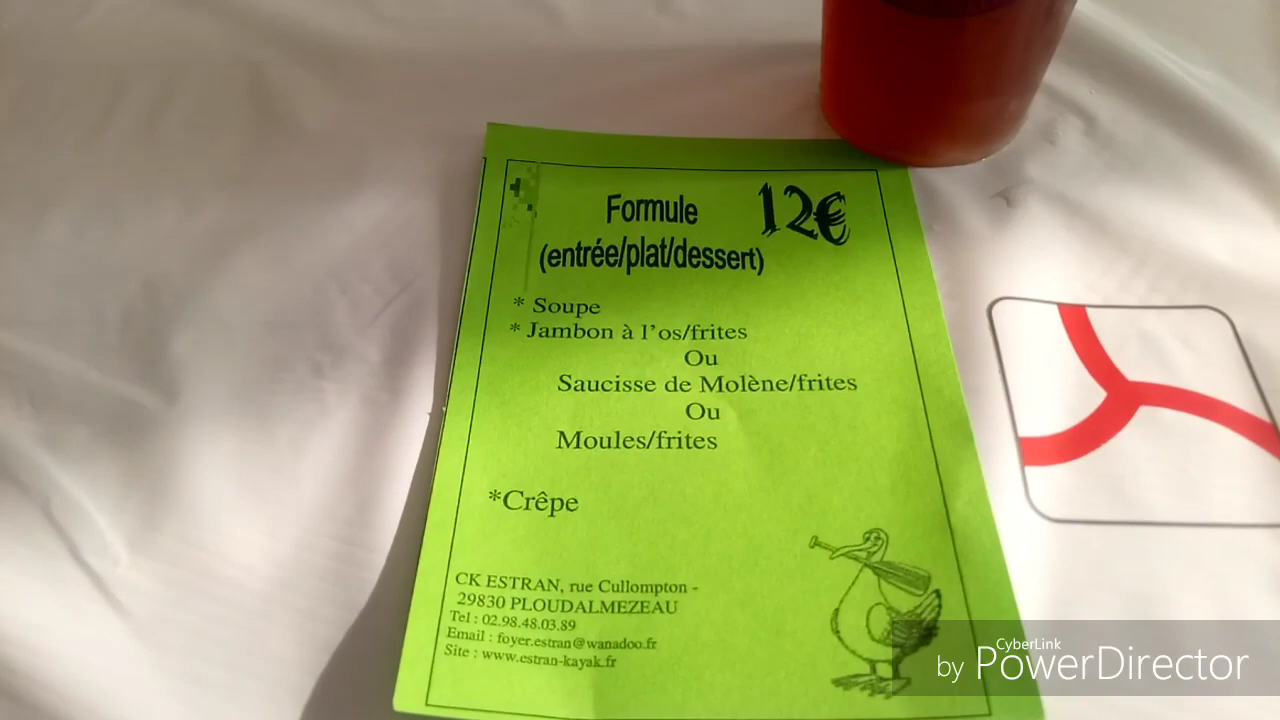 Formule 12€
(entrée/plat/dessert)
* Soupe
* Jambon à l'os/frites
Ou
Saucisse de Molène/frites
Ou
Moules/frites
*Crêpe
CK ESTRAN, rue Cullompton -
29830 PLOUDALMEZEAU
Tel : 02.98.48.03.89
Email : foyer.estran@wanadoo.fr
Site : www.estran-kayak.fr
CyberLink
by PowerDirector